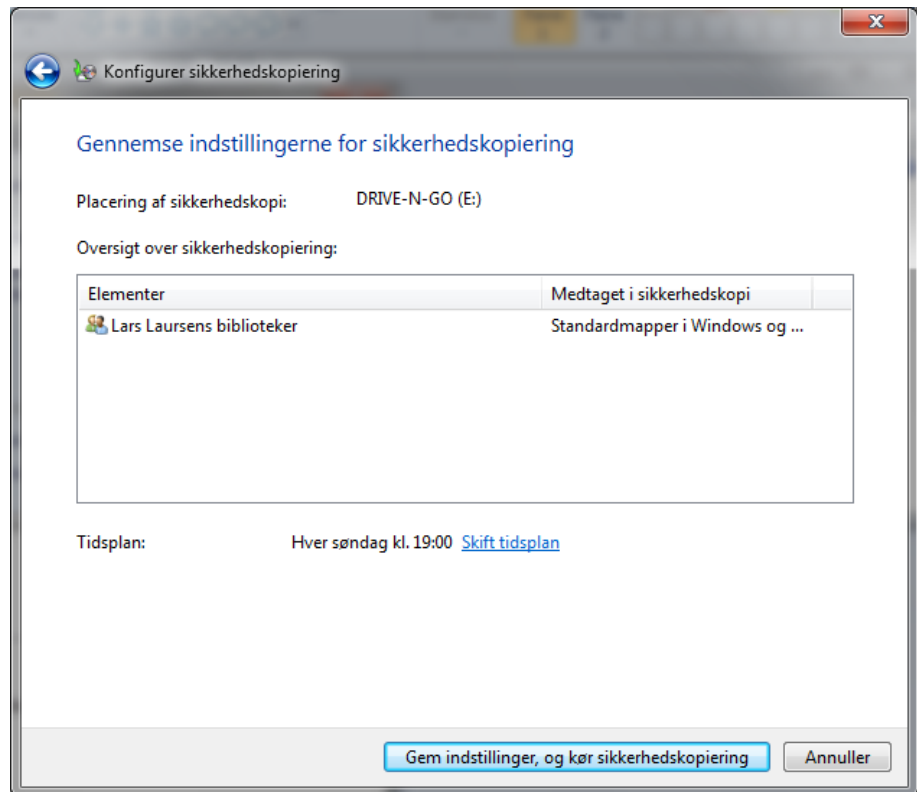 Konfigurer sikkerhedskopiering
Gennemse indstillingerne for sikkerhedskopiering
Placering af sikkerhedskopi: DRIVE-N-GO (E:)
Oversigt over sikkerhedskopiering:
Elementer Medtaget i sikkerhedskopi
Lars Laursens biblioteker Standardmapper i Windows og ...
Tidsplan: Hver søndag kl. 19:00 Skift tidsplan
Gem indstillinger, og kør sikkerhedskopiering Annuller